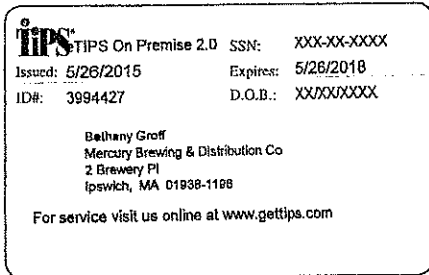 TIPS eTIPS On Premise 2.0 SSN: XXX-XX-XXXX
Issued: 5/26/2015 Expires: 5/26/2018
ID#: 3994427 D.O.B.: XX/XX/XXXX
Bethany Groff
Mercury Brewing & Distribution Co
2 Brewery Pl
Ipswich, MA 01938-1198
For service visit us online at www.gettips.com